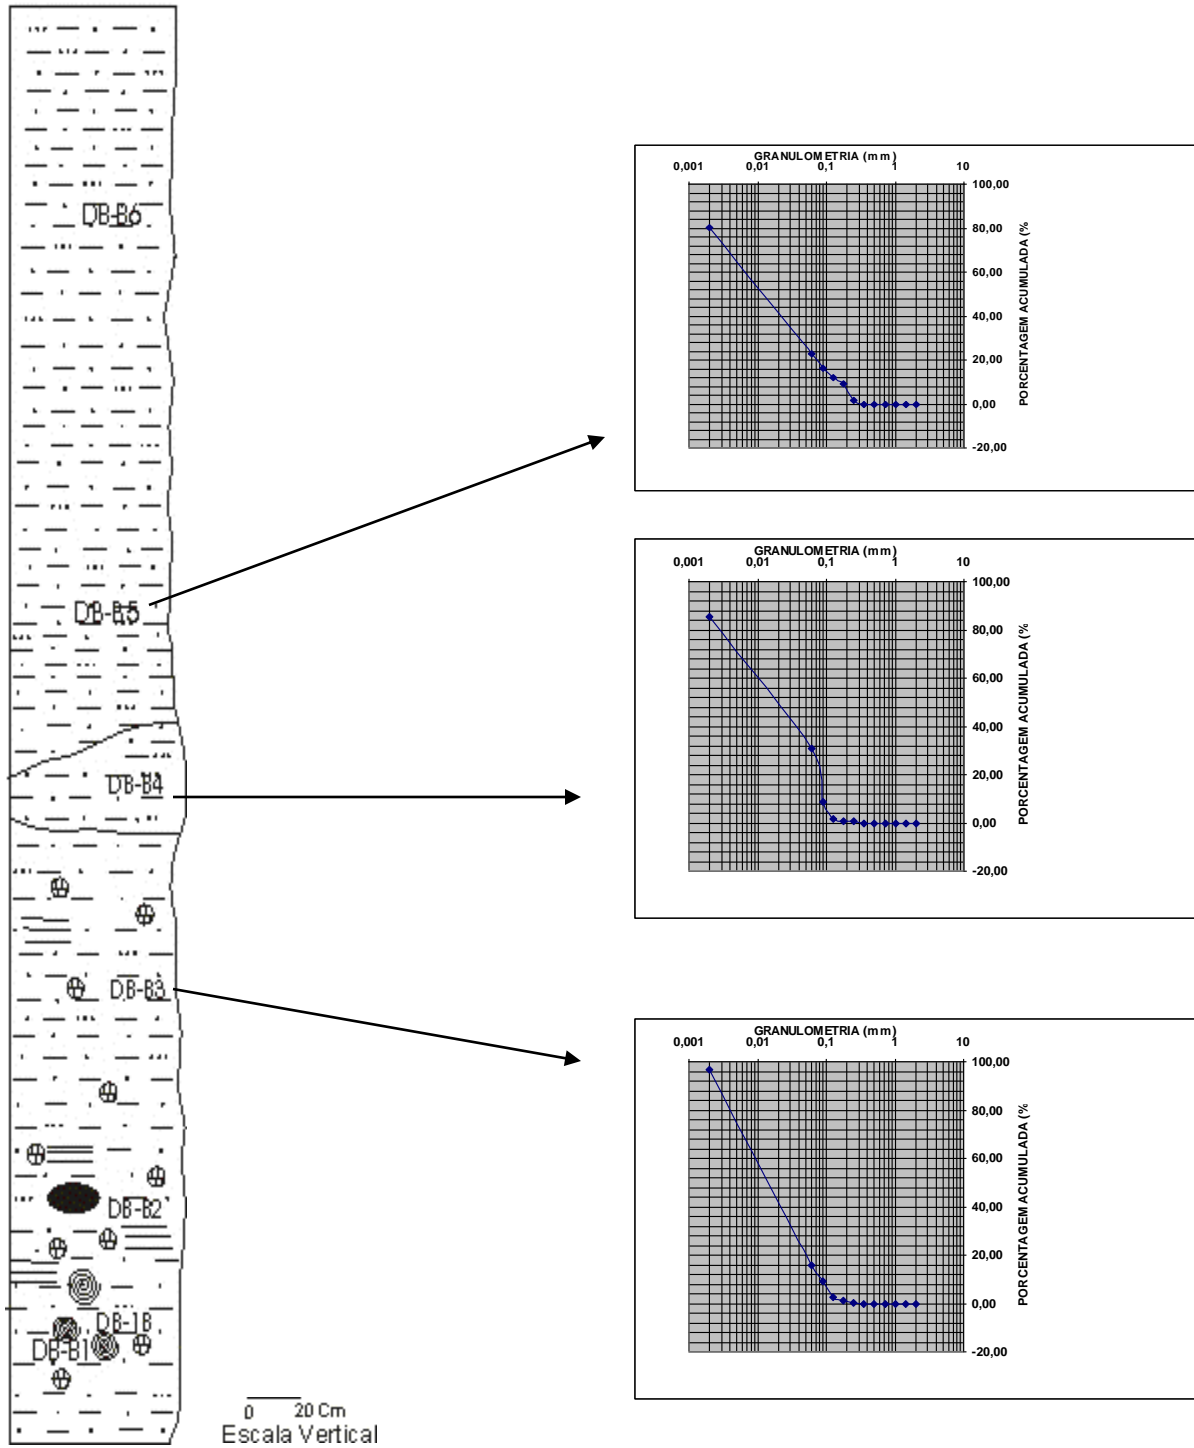 DB-B6
DB-B5
DB-B4
DB-B3
DB-B2
DB-1B
DB-B1
0 20 Cm
Escala Vertical
GRANULOMETRIA (mm)
0,001 0,01 0,1 1 10
100,00
80,00
60,00
40,00
20,00
0,00
-20,00
PORCENTAGEM ACUMULADA (%
GRANULOMETRIA (mm)
0,001 0,01 0,1 1 10
100,00
80,00
60,00
40,00
20,00
0,00
-20,00
PORCENTAGEM ACUMULADA (%
GRANULOMETRIA (mm)
0,001 0,01 0,1 1 10
100,00
80,00
60,00
40,00
20,00
0,00
-20,00
PORCENTAGEM ACUMULADA (%